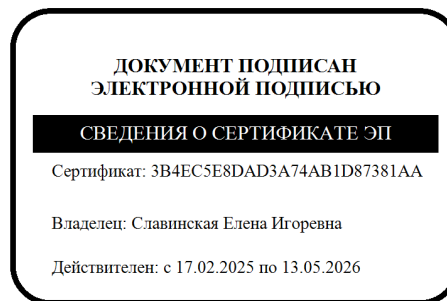 ДОКУМЕНТ ПОДПИСАН
ЭЛЕКТРОННОЙ ПОДПИСЬЮ
СВЕДЕНИЯ О СЕРТИФИКАТЕ ЭП
Сертификат: 3B4EC5E8DAD3A74AB1D87381AA
Владелец: Славинская Елена Игоревна
Действителен: с 17.02.2025 по 13.05.2026